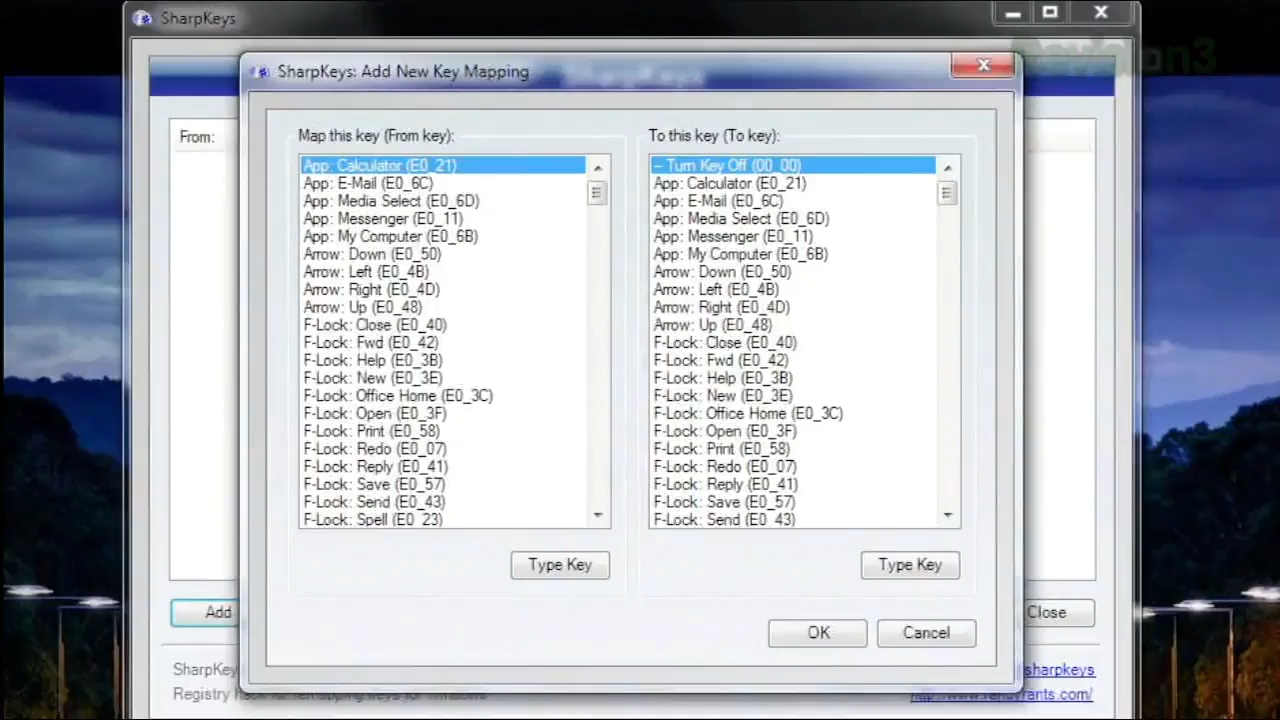 SharpKeys
SharpKeys: Add New Key Mapping
From:
Map this key (From key):
App: Calculator (E0_21)
App: E-Mail (E0_6C)
App: Media Select (E0_6D)
App: Messenger (E0_11)
App: My Computer (E0_6B)
Arrow: Down (E0_50)
Arrow: Left (E0_4B)
Arrow: Right (E0_4D)
Arrow: Up (E0_48)
F-Lock: Close (E0_40)
F-Lock: Fwd (E0_42)
F-Lock: Help (E0_3B)
F-Lock: New (E0_3E)
F-Lock: Office Home (E0_3C)
F-Lock: Open (E0_3F)
F-Lock: Print (E0_58)
F-Lock: Redo (E0_07)
F-Lock: Reply (E0_41)
F-Lock: Save (E0_57)
F-Lock: Send (E0_43)
F-Lock: Spell (E0_23)
Type Key
To this key (To key):
-- Turn Key Off (00_00)
App: Calculator (E0_21)
App: E-Mail (E0_6C)
App: Media Select (E0_6D)
App: Messenger (E0_11)
App: My Computer (E0_6B)
Arrow: Down (E0_50)
Arrow: Left (E0_4B)
Arrow: Right (E0_4D)
Arrow: Up (E0_48)
F-Lock: Close (E0_40)
F-Lock: Fwd (E0_42)
F-Lock: Help (E0_3B)
F-Lock: New (E0_3E)
F-Lock: Office Home (E0_3C)
F-Lock: Open (E0_3F)
F-Lock: Print (E0_58)
F-Lock: Redo (E0_07)
F-Lock: Reply (E0_41)
F-Lock: Save (E0_57)
F-Lock: Send (E0_43)
Type Key
OK Cancel
Add Close
SharpKey sharpkeys
Registry